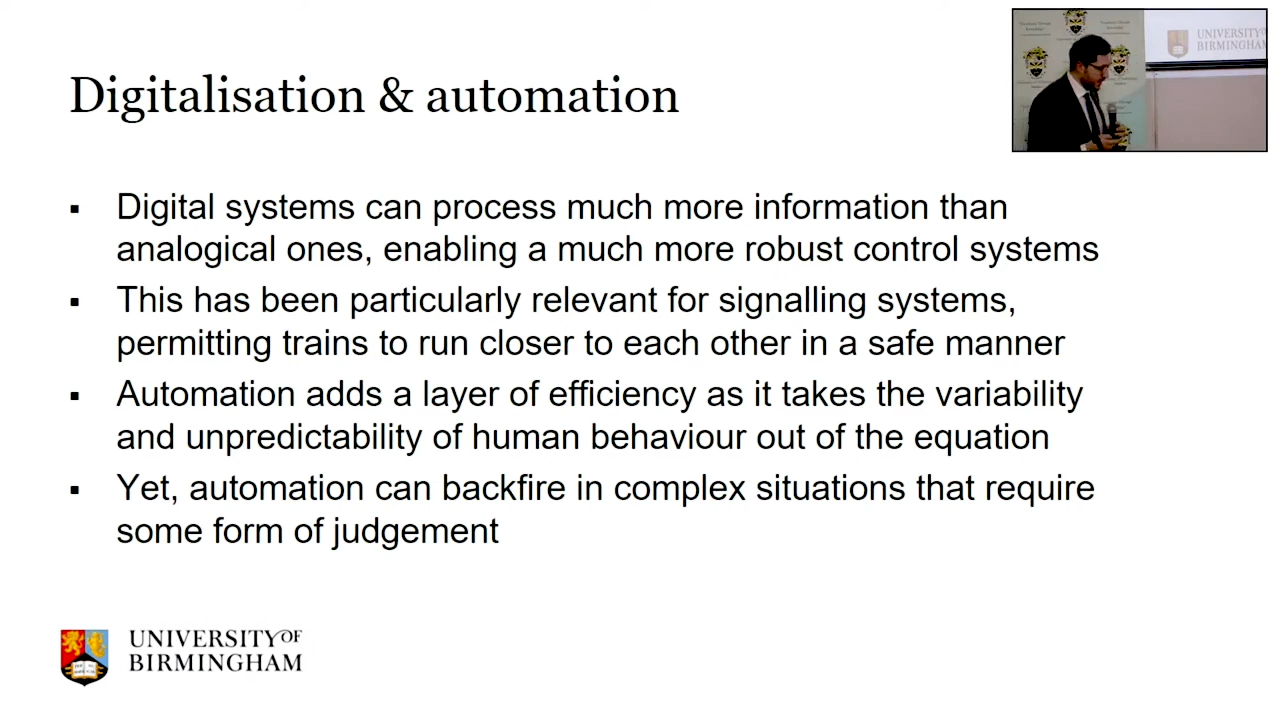 Digitalisation & automation
UNIVERSITY OF
BIRMINGHAM
▪ Digital systems can process much more information than
analogical ones, enabling a much more robust control systems
▪ This has been particularly relevant for signalling systems,
permitting trains to run closer to each other in a safe manner
▪ Automation adds a layer of efficiency as it takes the variability
and unpredictability of human behaviour out of the equation
▪ Yet, automation can backfire in complex situations that require
some form of judgement
UNIVERSITY OF
BIRMINGHAM